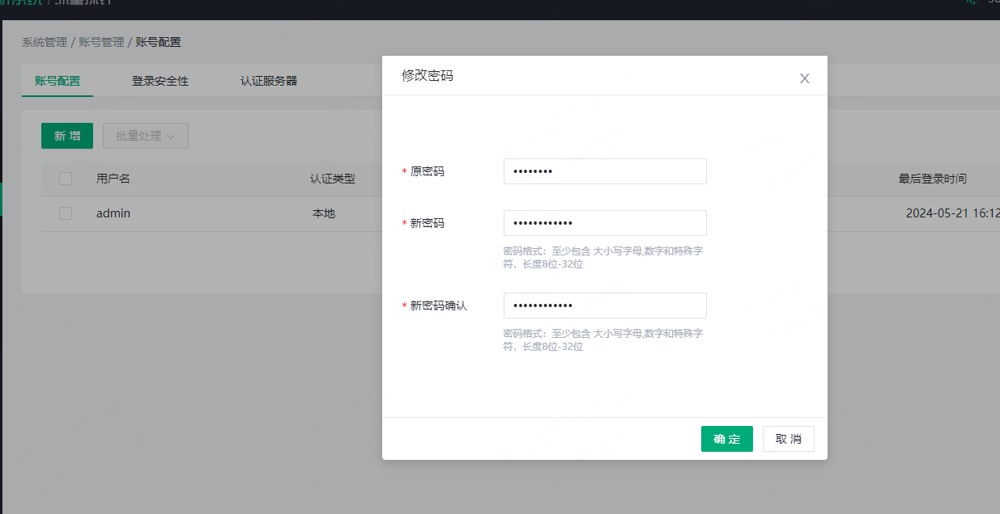 系统管理 / 账号管理 / 账号配置
账号配置 登录安全性 认证服务器
修改密码
新 增 批量处理
用户名 认证类型 最后登录时间
admin 本地 2024-05-21 16:12
* 原密码 ••••••••
* 新密码 ••••••••••••
密码格式：至少包含 大小写字母,数字和特殊字
符，长度8位-32位
* 新密码确认 ••••••••••••
密码格式：至少包含 大小写字母,数字和特殊字
符，长度8位-32位
确 定 取 消